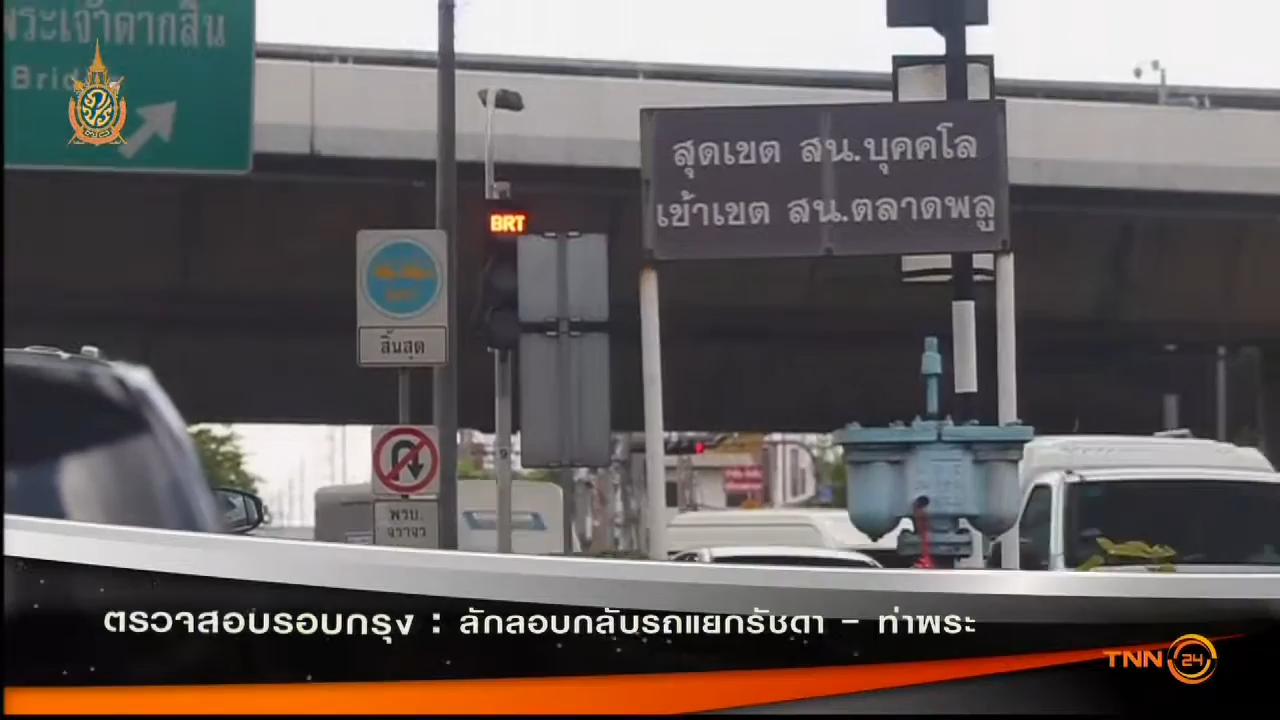 พระเจ้าตากสิน
สุดเขต สน.บุคคโล
เข้าเขต สน.ตลาดพลู
BRT
สิ้นสุด
พรบ.
จราจร
ตรวจสอบรอบกรุง : ลักลอบกลับรถแยกรัชดา - ท่าพระ
TNN 24